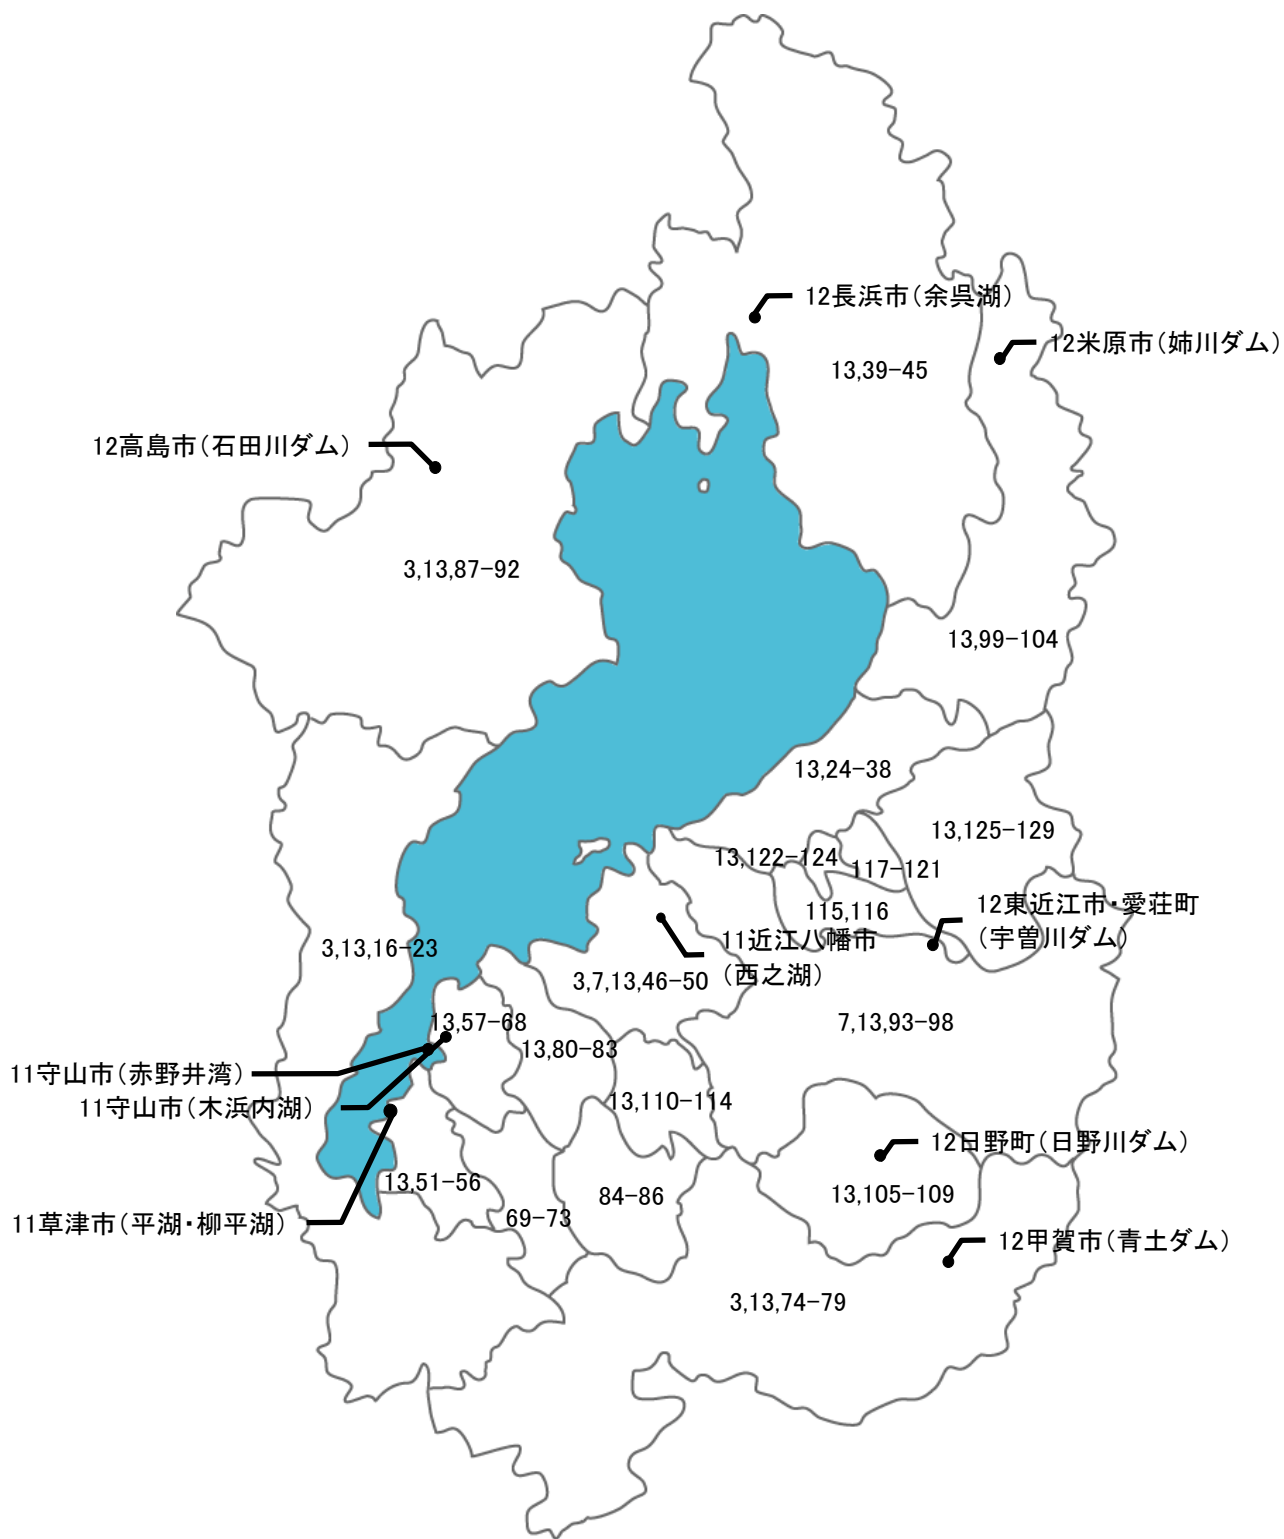 12長浜市(余呉湖)
12米原市(姉川ダム)
13,39-45
12高島市(石田川ダム)
3,13,87-92
13,99-104
13,24-38
13,125-129
13,122-124
117-121
115,116
12東近江市・愛荘町
(宇曽川ダム)
11近江八幡市
(西之湖)
3,13,16-23
3,7,13,46-50
7,13,93-98
13,57-68
13,80-83
11守山市(赤野井湾)
11守山市(木浜内湖)
13,110-114
12日野町(日野川ダム)
13,51-56
84-86
13,105-109
69-73
11草津市(平湖・柳平湖)
12甲賀市(青土ダム)
3,13,74-79